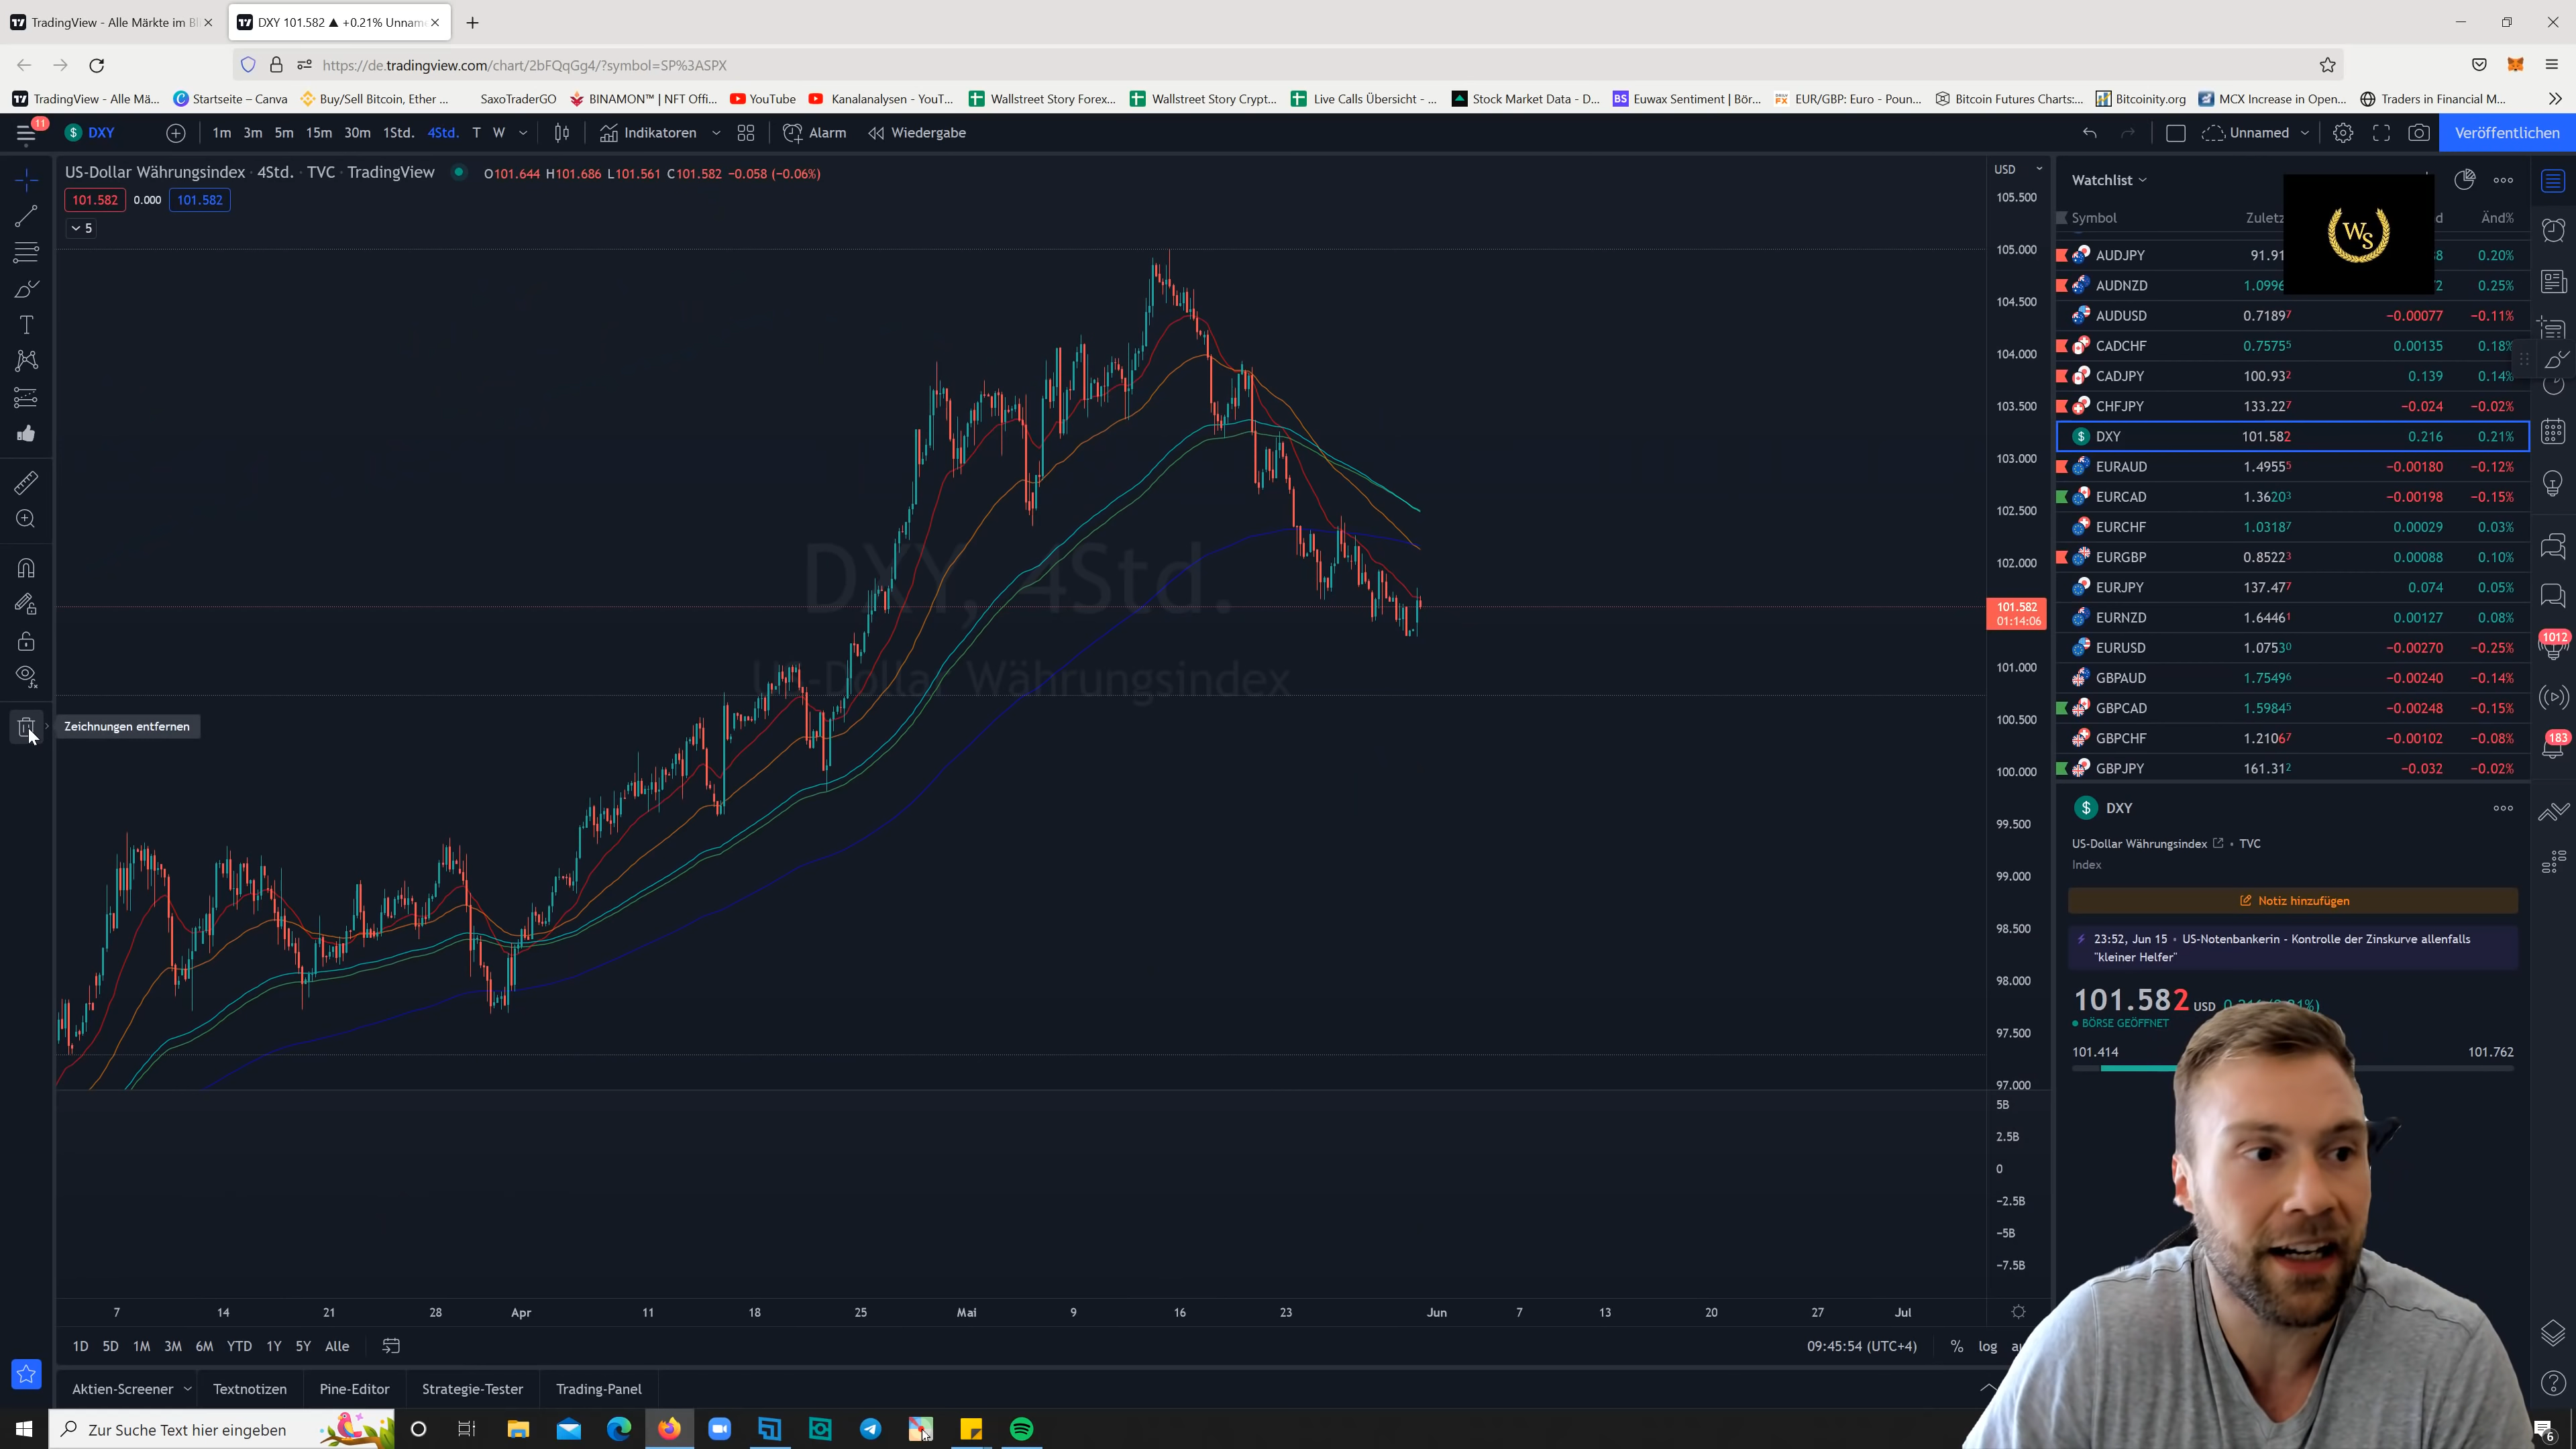 TradingView - Alle Märkte im Bl
DXY 101.582 ▲ +0.21% Unnam
https://de.tradingview.com/chart/2bFQqGg4/?symbol=SP%3ASPX
TradingView - Alle Mä... Startseite – Canva Buy/Sell Bitcoin, Ether ... SaxoTraderGO BINAMON™ | NFT Offi... YouTube Kanalanalysen - YouT... Wallstreet Story Forex... Wallstreet Story Crypt... Live Calls Übersicht - ... Stock Market Data - D... Euwax Sentiment | Bör... EUR/GBP: Euro - Poun... Bitcoin Futures Charts:... Bitcoinity.org MCX Increase in Open... Traders in Financial M...
11 DXY 1m 3m 5m 15m 30m 1Std. 4Std. T W Indikatoren Alarm Wiedergabe Unnamed Veröffentlichen
US-Dollar Währungsindex · 4Std. · TVC · TradingView O101.644 H101.686 L101.561 C101.582 −0.058 (−0.06%)
101.582 0.000 101.582
5
DXY, 4Std.
US-Dollar Währungsindex
Zeichnungen entfernen
USD
105.500
105.000
104.500
104.000
103.500
103.000
102.500
102.000
101.582
01:14:06
101.000
100.500
100.000
99.500
99.000
98.500
98.000
97.500
97.000
5B
2.5B
0
−2.5B
−5B
−7.5B
7 14 21 28 Apr 11 18 25 Mai 9 16 23 Jun 7 13 20 27 Jul
1D 5D 1M 3M 6M YTD 1Y 5Y Alle 09:45:54 (UTC+4) % log
Aktien-Screener Textnotizen Pine-Editor Strategie-Tester Trading-Panel
Watchlist
WS
Symbol Zuletz Änd%
AUDJPY 91.91 0.20%
AUDNZD 1.0996 0.25%
AUDUSD 0.71897 −0.00077 −0.11%
CADCHF 0.75755 0.00135 0.18%
CADJPY 100.932 0.139 0.14%
CHFJPY 133.227 −0.024 −0.02%
DXY 101.582 0.216 0.21%
EURAUD 1.49555 −0.00180 −0.12%
EURCAD 1.36203 −0.00198 −0.15%
EURCHF 1.03187 0.00029 0.03%
EURGBP 0.85223 0.00088 0.10%
EURJPY 137.477 0.074 0.05%
EURNZD 1.64461 0.00127 0.08%
EURUSD 1.07530 −0.00270 −0.25%
GBPAUD 1.75496 −0.00240 −0.14%
GBPCAD 1.59845 −0.00248 −0.15%
GBPCHF 1.21067 −0.00102 −0.08%
GBPJPY 161.312 −0.032 −0.02%
1012
183
DXY
US-Dollar Währungsindex • TVC
Index
Notiz hinzufügen
23:52, Jun 15 • US-Notenbankerin - Kontrolle der Zinskurve allenfalls
"kleiner Helfer"
101.582 USD
BÖRSE GEÖFFNET
101.414 101.762
Zur Suche Text hier eingeben
6